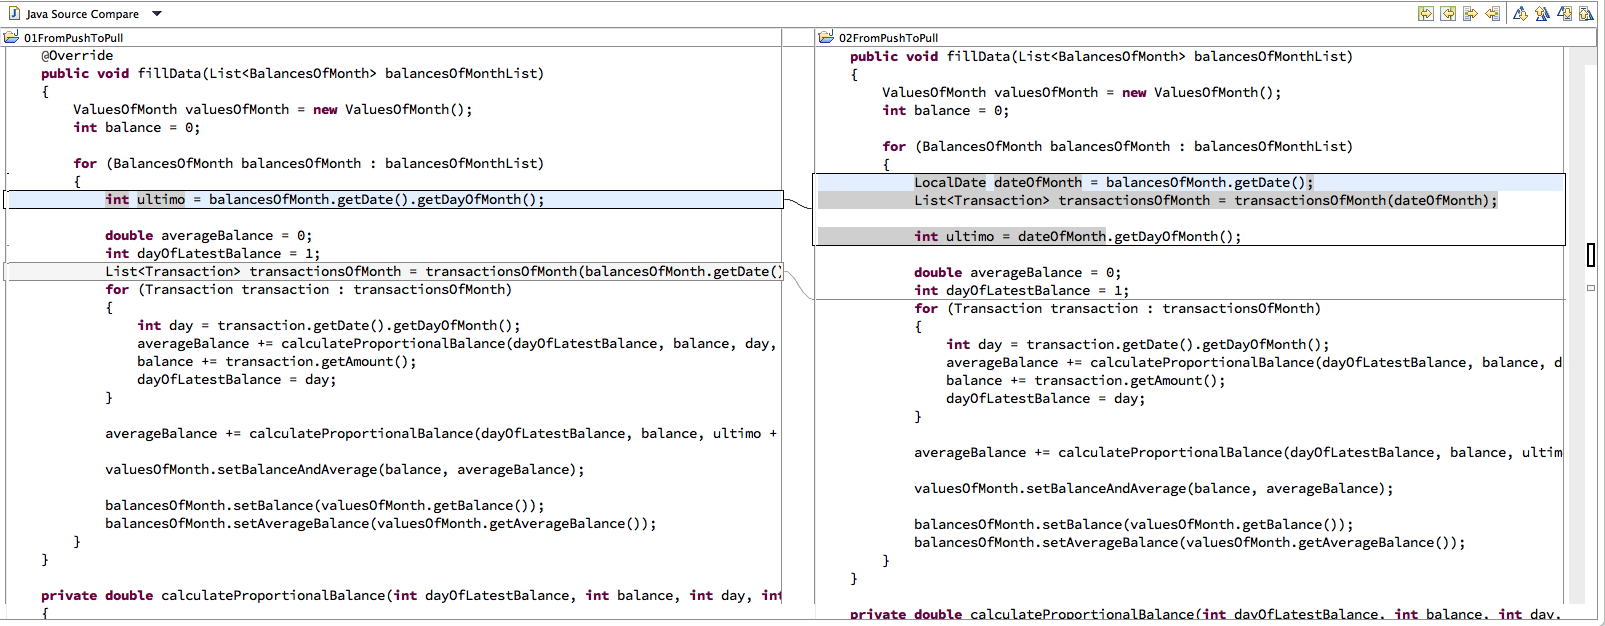 Java Source Compare
01FromPushToPull
@Override
public void fillData(List<BalancesOfMonth> balancesOfMonthList)
{
ValuesOfMonth valuesOfMonth = new ValuesOfMonth();
int balance = 0;
for (BalancesOfMonth balancesOfMonth : balancesOfMonthList)
{
int ultimo = balancesOfMonth.getDate().getDayOfMonth();
double averageBalance = 0;
int dayOfLatestBalance = 1;
List<Transaction> transactionsOfMonth = transactionsOfMonth(balancesOfMonth.getDate()
for (Transaction transaction : transactionsOfMonth)
{
int day = transaction.getDate().getDayOfMonth();
averageBalance += calculateProportionalBalance(dayOfLatestBalance, balance, day,
balance += transaction.getAmount();
dayOfLatestBalance = day;
}
averageBalance += calculateProportionalBalance(dayOfLatestBalance, balance, ultimo +
valuesOfMonth.setBalanceAndAverage(balance, averageBalance);
balancesOfMonth.setBalance(valuesOfMonth.getBalance());
balancesOfMonth.setAverageBalance(valuesOfMonth.getAverageBalance());
}
}
private double calculateProportionalBalance(int dayOfLatestBalance, int balance, int day, int
{
02FromPushToPull
public void fillData(List<BalancesOfMonth> balancesOfMonthList)
{
ValuesOfMonth valuesOfMonth = new ValuesOfMonth();
int balance = 0;
for (BalancesOfMonth balancesOfMonth : balancesOfMonthList)
{
LocalDate dateOfMonth = balancesOfMonth.getDate();
List<Transaction> transactionsOfMonth = transactionsOfMonth(dateOfMonth);
int ultimo = dateOfMonth.getDayOfMonth();
double averageBalance = 0;
int dayOfLatestBalance = 1;
for (Transaction transaction : transactionsOfMonth)
{
int day = transaction.getDate().getDayOfMonth();
averageBalance += calculateProportionalBalance(dayOfLatestBalance, balance, d
balance += transaction.getAmount();
dayOfLatestBalance = day;
}
averageBalance += calculateProportionalBalance(dayOfLatestBalance, balance, ultim
valuesOfMonth.setBalanceAndAverage(balance, averageBalance);
balancesOfMonth.setBalance(valuesOfMonth.getBalance());
balancesOfMonth.setAverageBalance(valuesOfMonth.getAverageBalance());
}
}
private double calculateProportionalBalance(int dayOfLatestBalance, int balance, int day,